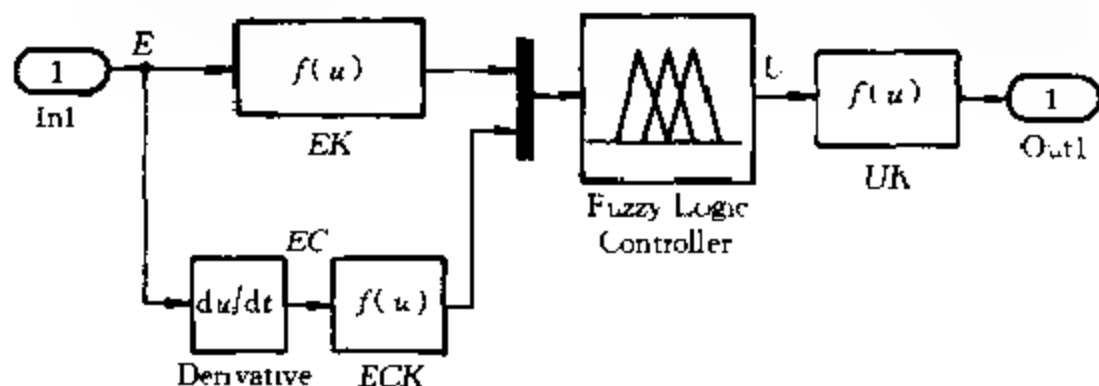 E
1
In1
f(u)
EK
U
f(u)
UK
1
Out1
Fuzzy Logic
Controller
EC
du/dt
Derivative
f(u)
ECK